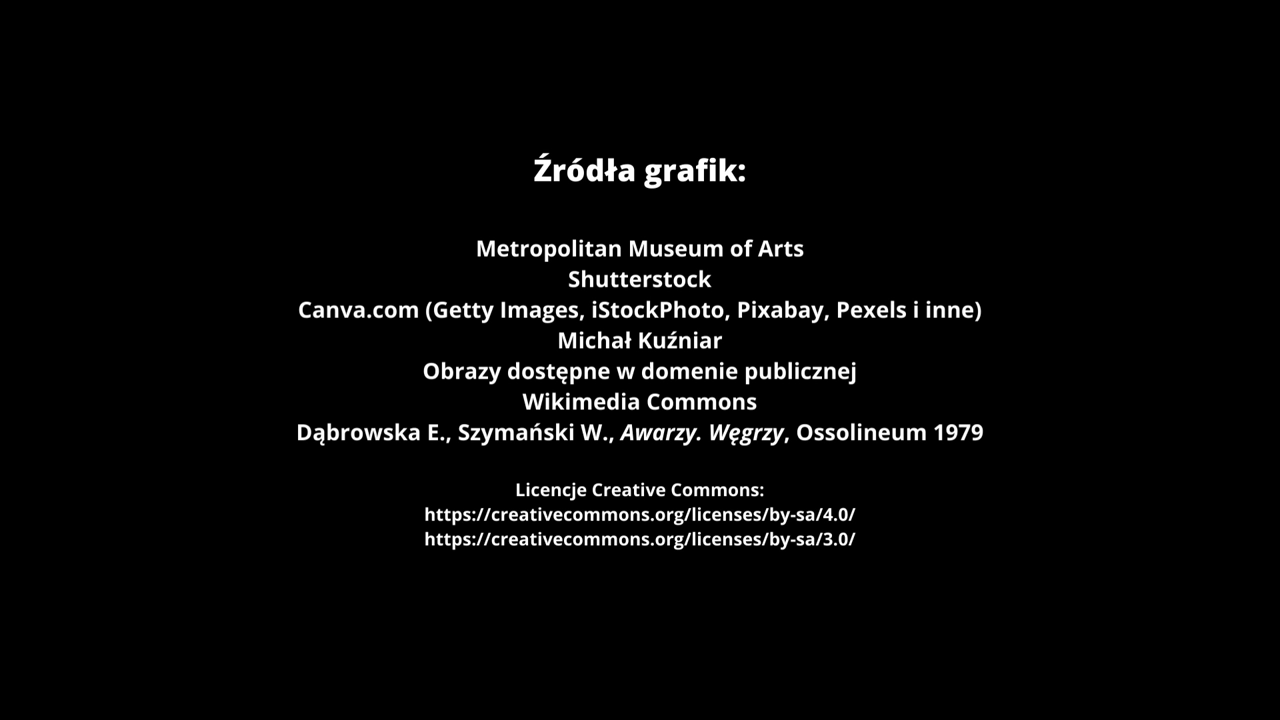 Źródła grafik:
Metropolitan Museum of Arts
Shutterstock
Canva.com (Getty Images, iStockPhoto, Pixabay, Pexels i inne)
Michał Kuźniar
Obrazy dostępne w domenie publicznej
Wikimedia Commons
Dąbrowska E., Szymański W., Awarzy. Węgrzy, Ossolineum 1979
Licencje Creative Commons:
https://creativecommons.org/licenses/by-sa/4.0/
https://creativecommons.org/licenses/by-sa/3.0/